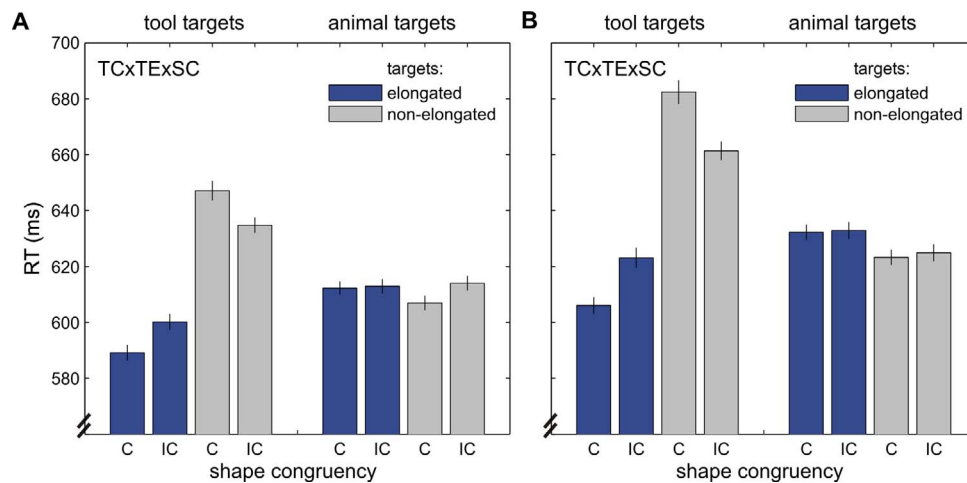 A
tool targets
animal targets
TCxTExSC
targets:
elongated
non-elongated
700
680
660
640
620
600
580
RT (ms)
C IC C IC C IC C IC
shape congruency
B
tool targets
animal targets
TCxTExSC
targets:
elongated
non-elongated
C IC C IC C IC C IC
shape congruency